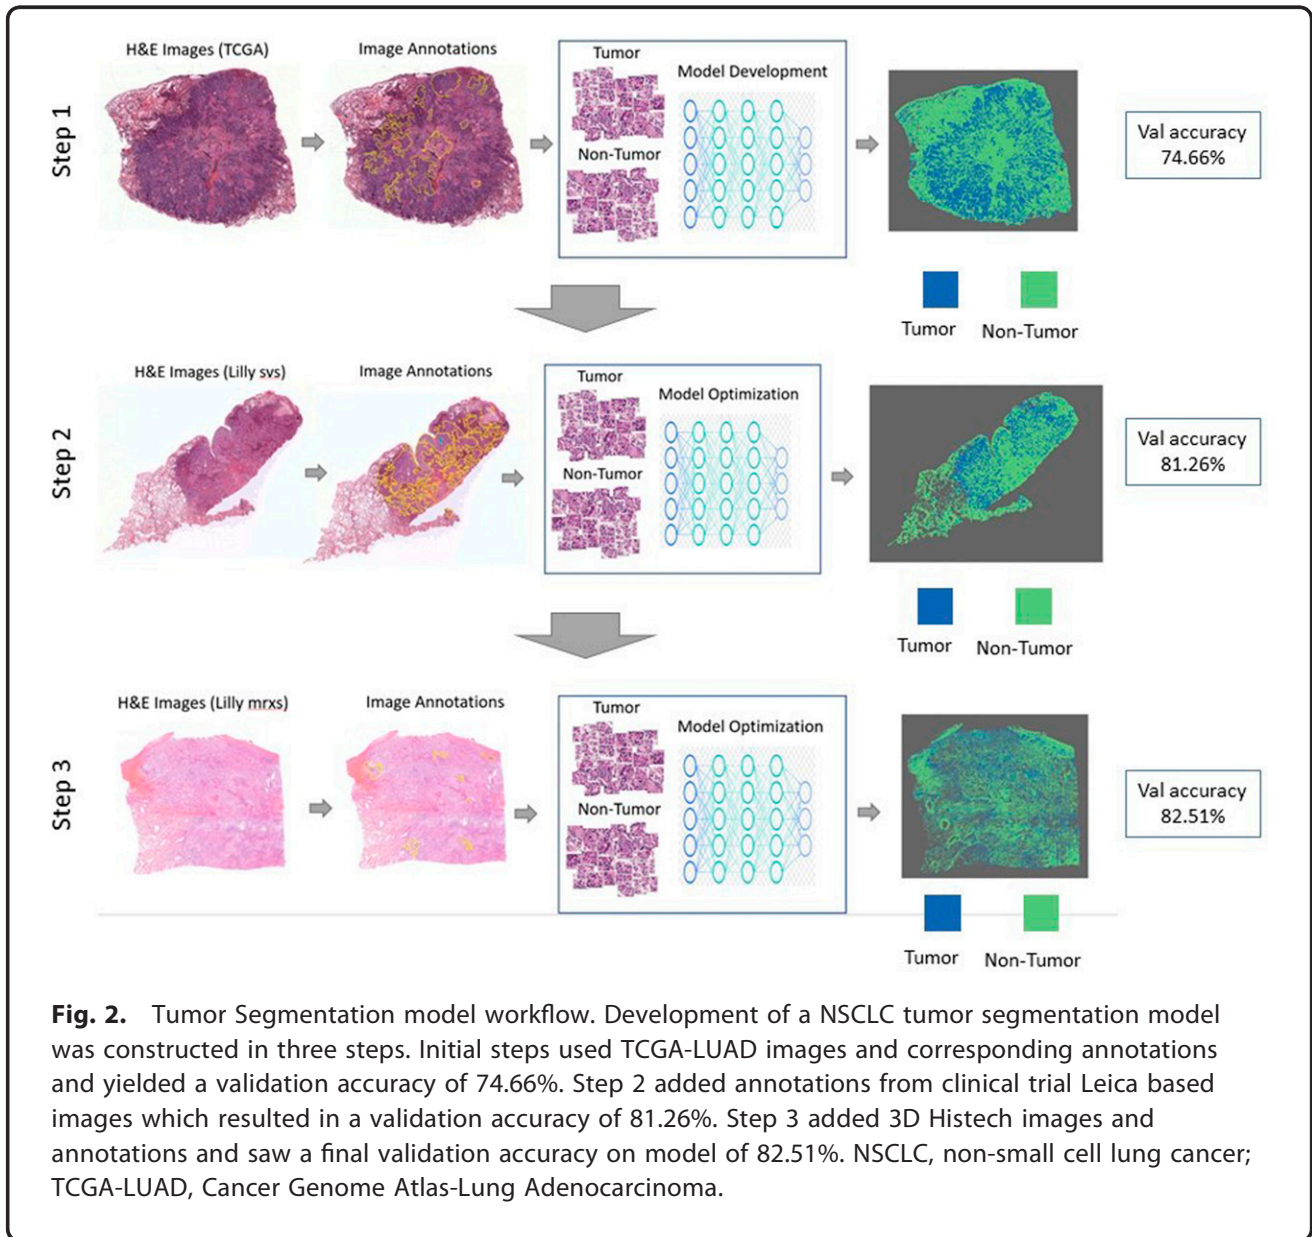 Step 1
H&E Images (TCGA)
Image Annotations
Tumor
Non-Tumor
Model Development
Val accuracy
74.66%
Tumor
Non-Tumor
Step 2
H&E Images (Lilly svs)
Image Annotations
Tumor
Non-Tumor
Model Optimization
Val accuracy
81.26%
Tumor
Non-Tumor
Step 3
H&E Images (Lilly mrxs)
Image Annotations
Tumor
Non-Tumor
Model Optimization
Val accuracy
82.51%
Tumor
Non-Tumor
Fig. 2. Tumor Segmentation model workflow. Development of a NSCLC tumor segmentation model
was constructed in three steps. Initial steps used TCGA-LUAD images and corresponding annotations
and yielded a validation accuracy of 74.66%. Step 2 added annotations from clinical trial Leica based
images which resulted in a validation accuracy of 81.26%. Step 3 added 3D Histech images and
annotations and saw a final validation accuracy on model of 82.51%. NSCLC, non-small cell lung cancer;
TCGA-LUAD, Cancer Genome Atlas-Lung Adenocarcinoma.